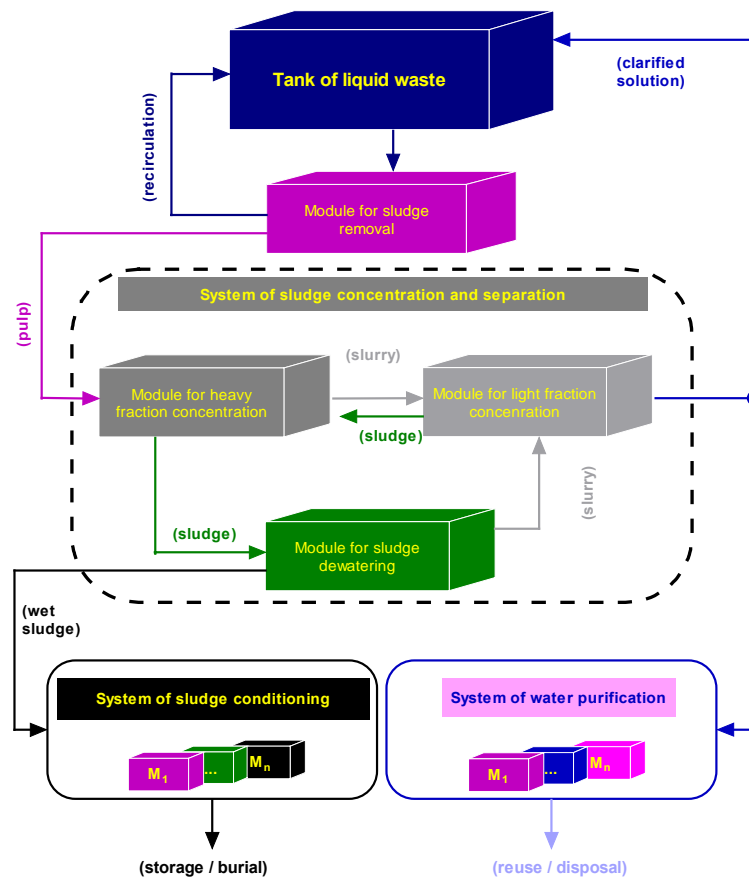 Tank of liquid waste
(clarified
solution)
(recirculation)
Module for sludge
removal
(pulp)
System of sludge concentration and separation
(slurry)
Module for heavy
fraction concentration
Module for light fraction
concenration
(sludge)
(slurry)
(sludge)
Module for sludge
dewatering
(wet
sludge)
System of sludge conditioning
M1
...
Mn
System of water purification
M1
...
Mn
(storage / burial)
(reuse / disposal)